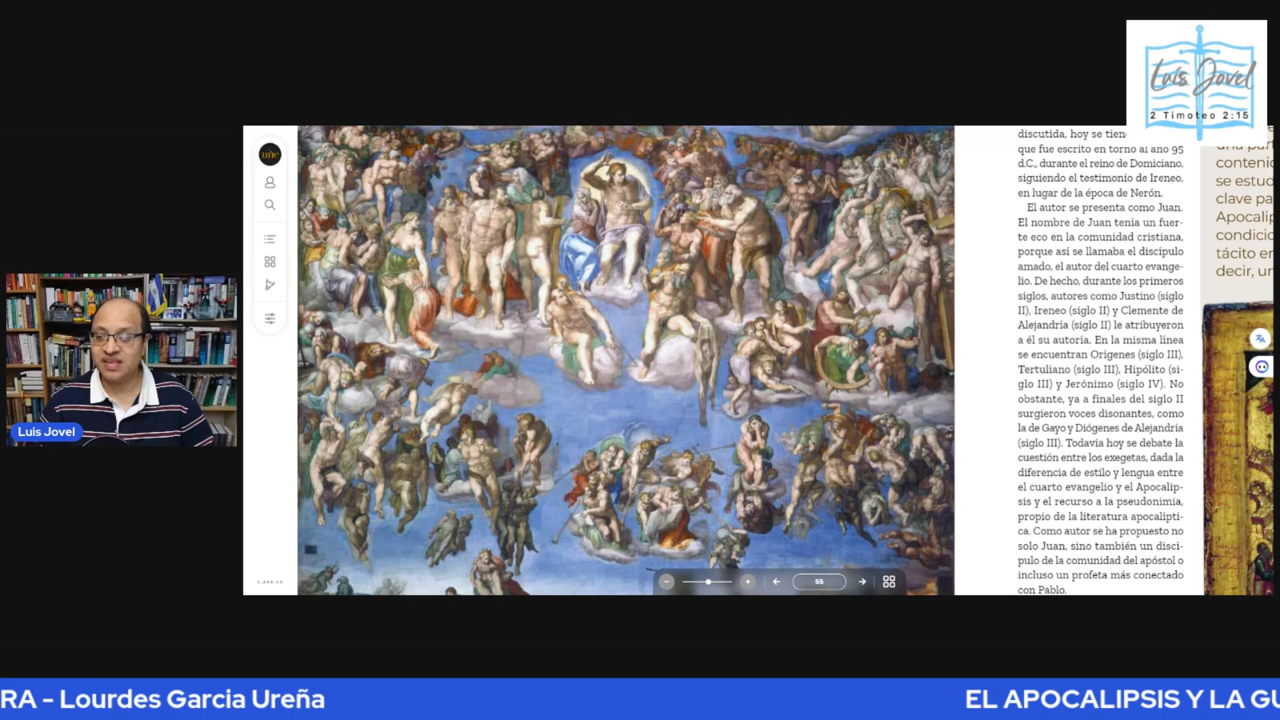 Luis Jovel
2 Timoteo 2:15
une
discutida, hoy se tien
que fue escrito en torno al año 95
d.C., durante el reino de Domiciano,
siguiendo el testimonio de Ireneo,
en lugar de la época de Nerón.
El autor se presenta como Juan.
El nombre de Juan tenía un fuer-
te eco en la comunidad cristiana,
porque así se llamaba el discípulo
amado, el autor del cuarto evange-
lio. De hecho, durante los primeros
siglos, autores como Justino (siglo
II), Ireneo (siglo II) y Clemente de
Alejandría (siglo II) le atribuyeron
a él su autoría. En la misma línea
se encuentran Orígenes (siglo III),
Tertuliano (siglo III), Hipólito (si-
glo III) y Jerónimo (siglo IV). No
obstante, ya a finales del siglo II
surgieron voces disonantes, como
la de Gayo y Diógenes de Alejandría
(siglo III). Todavía hoy se debate la
cuestión entre los exegetas, dada la
diferencia de estilo y lengua entre
el cuarto evangelio y el Apocalip-
sis y el recurso a la pseudonimia,
propio de la literatura apocalípti-
ca. Como autor se ha propuesto no
solo Juan, sino también un discí-
pulo de la comunidad del apóstol o
incluso un profeta más conectado
con Pablo.
una par
contenid
se estud
clave pa
Apocalip
condicio
tácito en
decir, un
55
Luis Jovel
RA - Lourdes Garcia Ureña
EL APOCALIPSIS Y LA GU